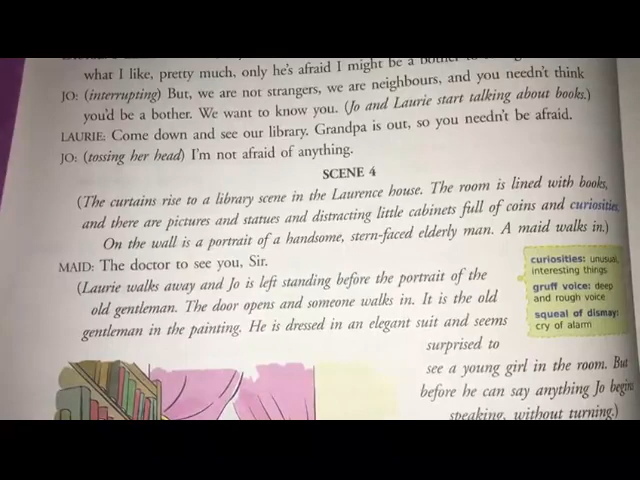 what I like, pretty much, only he's afraid I might be a
JO: (interrupting) But, we are not strangers, we are neighbours, and you needn't think
you'd be a bother. We want to know you. (Jo and Laurie start talking about books.)
LAURIE: Come down and see our library. Grandpa is out, so you needn't be afraid.
JO: (tossing her head) I'm not afraid of anything.
SCENE 4
(The curtains rise to a library scene in the Laurence house. The room is lined with books,
and there are pictures and statues and distracting little cabinets full of coins and curiosities.
On the wall is a portrait of a handsome, stern-faced elderly man. A maid walks in.)
MAID: The doctor to see you, Sir.
(Laurie walks away and Jo is left standing before the portrait of the
old gentleman. The door opens and someone walks in. It is the old
gentleman in the painting. He is dressed in an elegant suit and seems
surprised to
see a young girl in the room. But
before he can say anything Jo begins
speaking, without turning.)
curiosities: unusual,
interesting things
gruff voice: deep
and rough voice
squeal of dismay:
cry of alarm